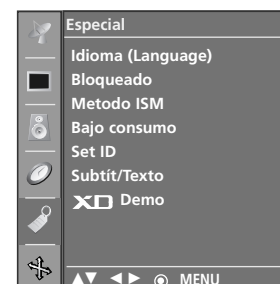 Especial
Idioma (Language)
Bloqueado
Metodo ISM
Bajo consumo
Set ID
Subtít/Texto
XD Demo
MENU